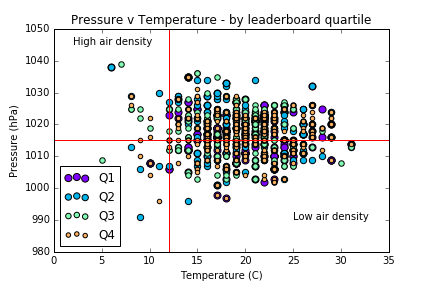 Pressure v Temperature - by leaderboard quartile
1050
1040
1030
1020
1010
1000
990
980
Pressure (hPa)
High air density
Low air density
Q1
Q2
Q3
Q4
0
5
10
15
20
25
30
35
Temperature (C)